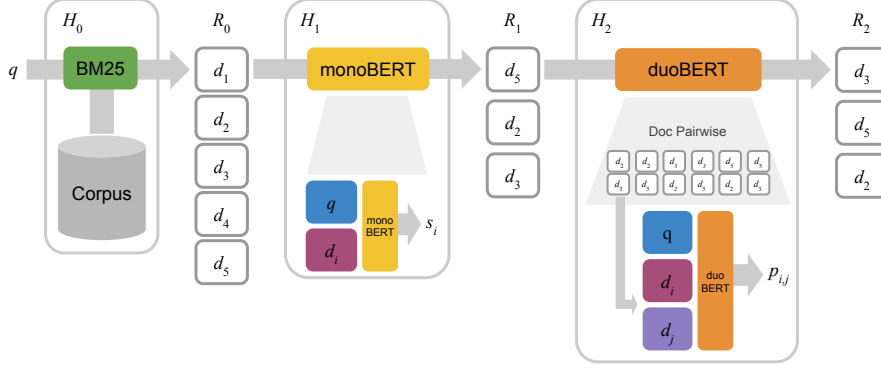 H0
R0
H1
R1
H2
R2
q
BM25
Corpus
d1
d2
d3
d4
d5
monoBERT
q
di
mono
BERT
si
d5
d2
d3
duoBERT
Doc Pairwise
d2 d2 d3 d3 d5 d5
d3 d5 d2 d5 d2 d3
q
di
dj
duo
BERT
pi,j
d3
d5
d2